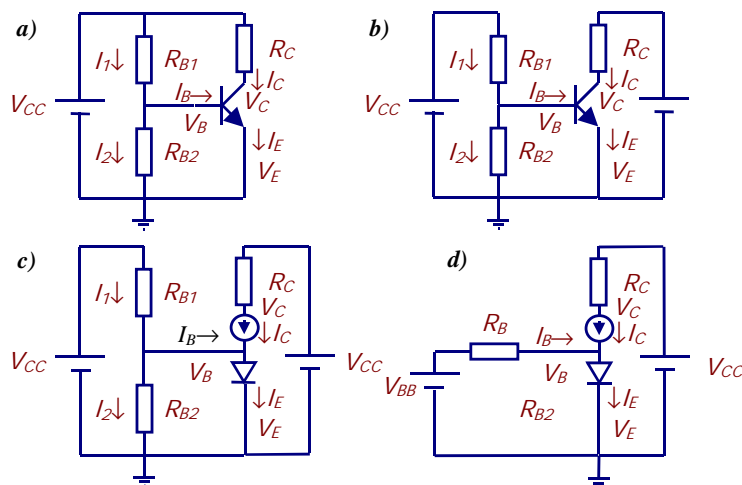 a)
I1↓ RB1 RC
IB→ ↓IC
VCC VC
VB
I2↓ RB2 ↓IE
VE
b)
I1↓ RB1 RC
IB→ ↓IC
VCC VC
VB
I2↓ RB2 ↓IE
VE
c)
I1↓ RB1 RC
VC
IB→ ↓IC
VCC VB VCC
I2↓ RB2 ↓IE
VE
d)
RC
VC
RB IB→ ↓IC
VBB VB VCC
RB2 ↓IE
VE